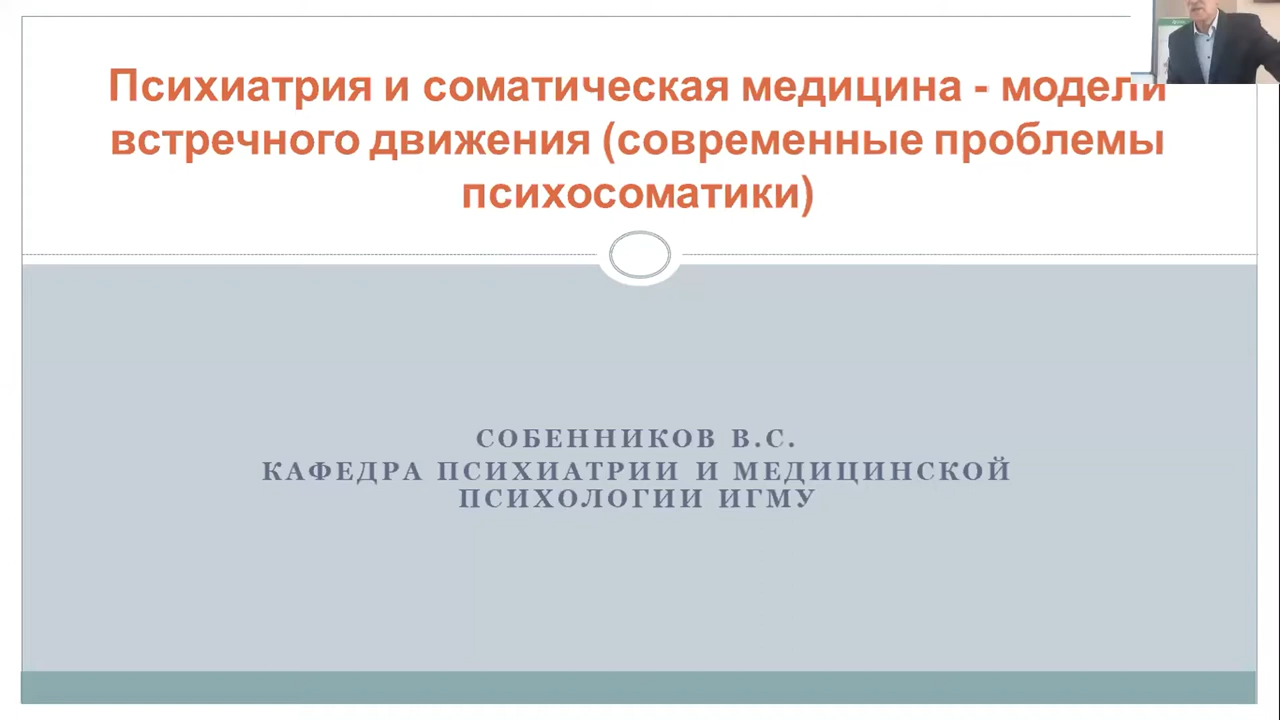 Психиатрия и соматическая медицина - модели
встречного движения (современные проблемы
психосоматики)
СОБЕННИКОВ В.С.
КАФЕДРА ПСИХИАТРИИ И МЕДИЦИНСКОЙ
ПСИХОЛОГИИ ИГМУ